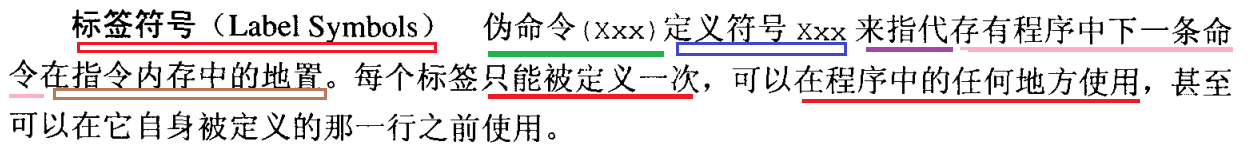 标签符号（Label Symbols） 伪命令(Xxx)定义符号 Xxx 来指代存有程序中下一条命
令在指令内存中的地置。每个标签只能被定义一次，可以在程序中的任何地方使用，甚至
可以在它自身被定义的那一行之前使用。